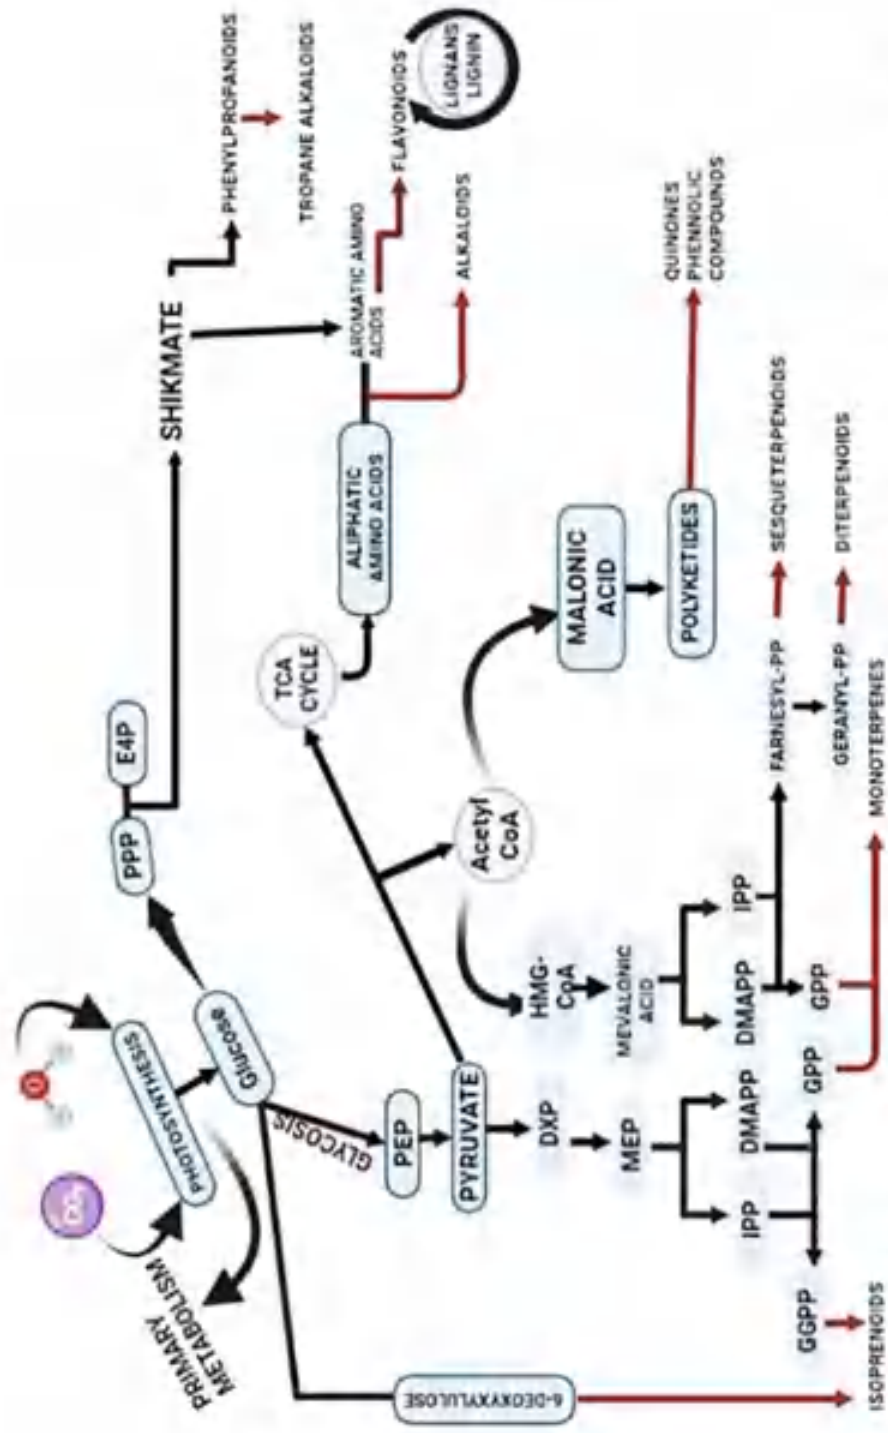 PHOTOSYNTHESIS
PRIMARY
METABOLISM
Glucose
GLYCOSIS
PPP
E4P
SHIKMATE
PHENYLPROPANOIDS
TROPANE ALKALOIDS
AROMATIC AMINO
ACIDS
FLAVONOIDS
LIGNANS
LIGNIN
ALKALOIDS
ALIPHATIC
AMINO ACIDS
TCA
CYCLE
PEP
PYRUVATE
Acetyl
CoA
MALONIC
ACID
POLYKETIDES
QUINONES
PHENNOLIC
COMPOUNDS
HMG-
CoA
MEVALONIC
ACID
DMAPP
IPP
GPP
FARNESYL-PP
SESQUETERPENOIDS
GERANYL-PP
DITERPENOIDS
MONOTERPENES
DXP
MEP
IPP
DMAPP
GGPP
GPP
ISOPRENOIDS
6-DEOXYXYLULOSE
O